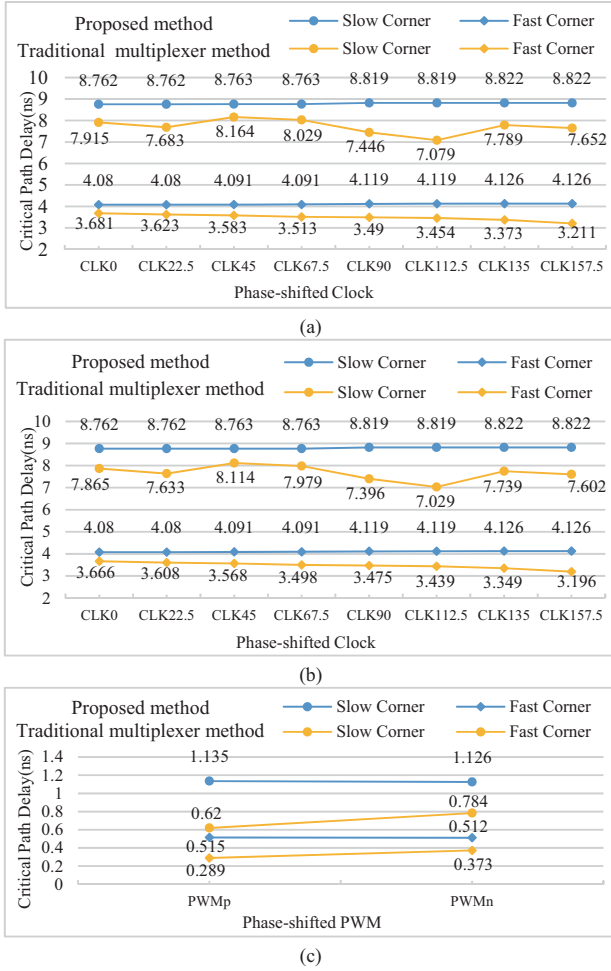 Proposed method Slow Corner Fast Corner
Traditional multiplexer method Slow Corner Fast Corner
10
9
8
7
6
5
4
3
2
Critical Path Delay(ns)
8.762 8.762 8.763 8.763 8.819 8.819 8.822 8.822
7.915 7.683 8.164 8.029 7.446 7.079 7.789 7.652
4.08 4.08 4.091 4.091 4.119 4.119 4.126 4.126
3.681 3.623 3.583 3.513 3.49 3.454 3.373 3.211
CLK0 CLK22.5 CLK45 CLK67.5 CLK90 CLK112.5 CLK135 CLK157.5
Phase-shifted Clock
(a)
Proposed method Slow Corner Fast Corner
Traditional multiplexer method Slow Corner Fast Corner
10
9
8
7
6
5
4
3
2
Critical Path Delay(ns)
8.762 8.762 8.763 8.763 8.819 8.819 8.822 8.822
7.865 7.633 8.114 7.979 7.396 7.029 7.739 7.602
4.08 4.08 4.091 4.091 4.119 4.119 4.126 4.126
3.666 3.608 3.568 3.498 3.475 3.439 3.349 3.196
CLK0 CLK22.5 CLK45 CLK67.5 CLK90 CLK112.5 CLK135 CLK157.5
Phase-shifted Clock
(b)
Proposed method Slow Corner Fast Corner
Traditional multiplexer method Slow Corner Fast Corner
1.4
1.2
1
0.8
0.6
0.4
0.2
0
Critical Path Delay(ns)
1.135 1.126
0.62 0.784
0.515 0.512
0.289 0.373
PWMp PWMn
Phase-shifted PWM
(c)